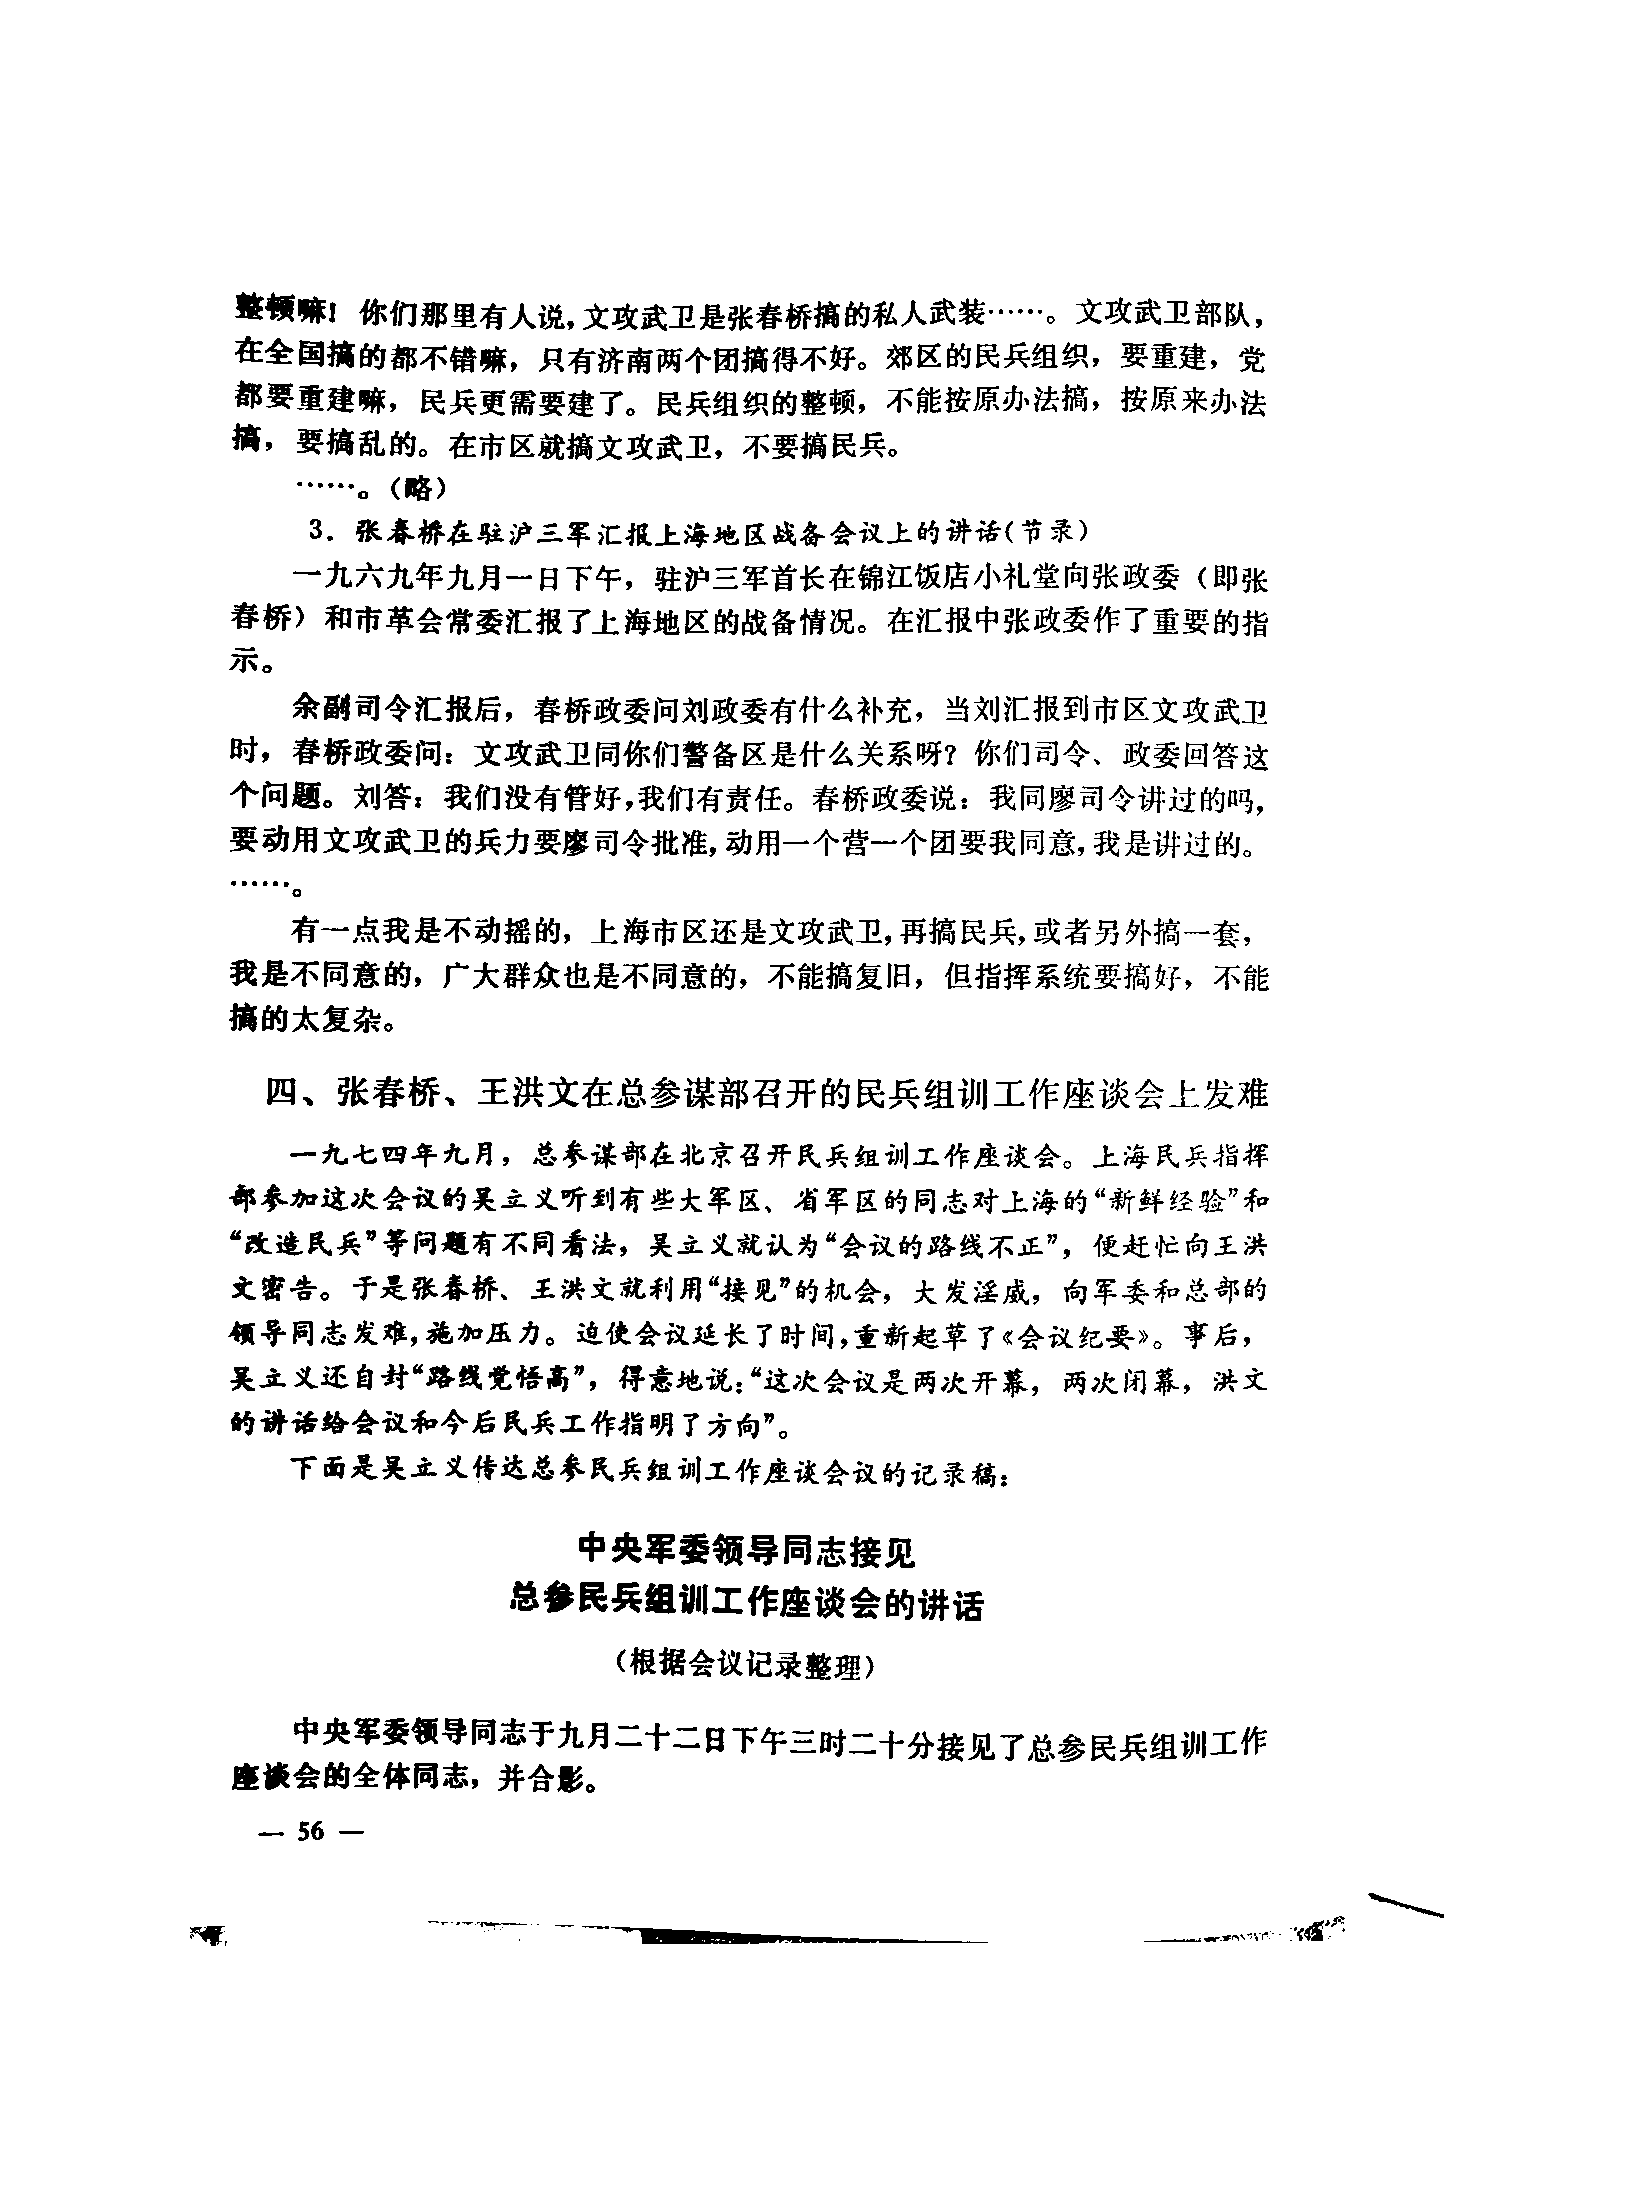 整顿嘛！你们那里有人说，文攻武卫是张春桥搞的私人武装……。文攻武卫部队，
在全国搞的都不错嘛，只有济南两个团搞得不好。郊区的民兵组织，要重建，党
都要重建嘛，民兵更需要建了。民兵组织的整顿，不能按原办法搞，按原来办法
搞，要搞乱的。在市区就搞文攻武卫，不要搞民兵。
……。（略）
3．张春桥在驻沪三军汇报上海地区战备会议上的讲话（节录）
一九六九年九月一日下午，驻沪三军首长在锦江饭店小礼堂向张政委（即张
春桥）和市革会常委汇报了上海地区的战备情况。在汇报中张政委作了重要的指
示。
余副司令汇报后，春桥政委问刘政委有什么补充，当刘汇报到市区文攻武卫
时，春桥政委问：文攻武卫同你们警备区是什么关系呀？你们司令、政委回答这
个问题。刘答：我们没有管好，我们有责任。春桥政委说：我同廖司令讲过的吗，
要动用文攻武卫的兵力要廖司令批准，动用一个营一个团要我同意，我是讲过的。
……。
有一点我是不动摇的，上海市区还是文攻武卫，再搞民兵，或者另外搞一套，
我是不同意的，广大群众也是不同意的，不能搞复旧，但指挥系统要搞好，不能
搞的太复杂。
四、张春桥、王洪文在总参谋部召开的民兵组训工作座谈会上发难
一九七四年九月，总参谋部在北京召开民兵组训工作座谈会。上海民兵指挥
部参加这次会议的吴立义听到有些大军区、省军区的同志对上海的“新鲜经验”和
“改造民兵”等问题有不同看法，吴立义就认为“会议的路线不正”，便赶忙向王洪
文密告。于是张春桥、王洪文就利用“接见”的机会，大发淫威，向军委和总部的
领导同志发难，施加压力。迫使会议延长了时间，重新起草了《会议纪要》。事后，
吴立义还自封“路线觉悟高”，得意地说：“这次会议是两次开幕，两次闭幕，洪文
的讲话给会议和今后民兵工作指明了方向”。
下面是吴立义传达总参民兵组训工作座谈会议的记录稿：
中央军委领导同志接见
总参民兵组训工作座谈会的讲话
（根据会议记录整理）
中央军委领导同志于九月二十二日下午三时二十分接见了总参民兵组训工作
座谈会的全体同志，并合影。
— 56 —